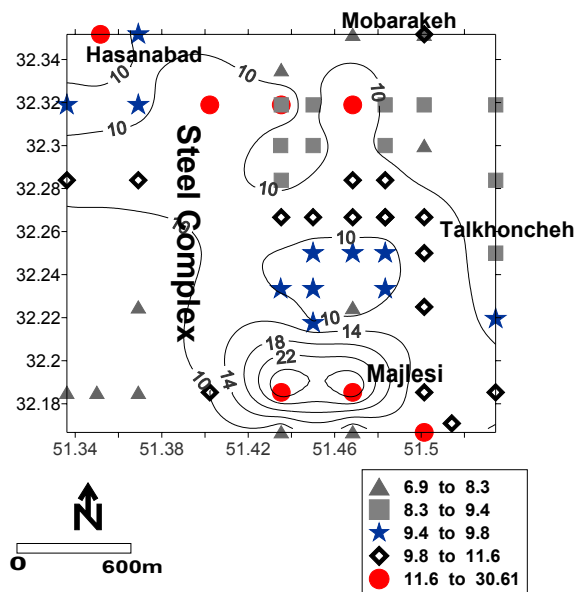 Mobarakeh
32.34
Hasanabad
10
10
10
32.32
10
32.3
10
32.28
32.26
Steel Complex
Talkhoncheh
10
10
32.24
32.22
10
14
18
32.2
22
Majlesi
10
14
32.18
51.34
51.38
51.42
51.46
51.5
N
0
600m
6.9 to 8.3
8.3 to 9.4
9.4 to 9.8
9.8 to 11.6
11.6 to 30.61